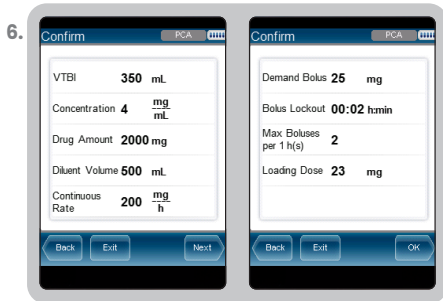 6.
Confirm PCA
VTBI 350 mL
Concentration 4 mg/mL
Drug Amount 2000 mg
Diluent Volume 500 mL
Continuous Rate 200 mg/h
Back Exit Next
Confirm PCA
Demand Bolus 25 mg
Bolus Lockout 00:02 h:min
Max Boluses
per 1 h(s) 2
Loading Dose 23 mg
Back Exit OK